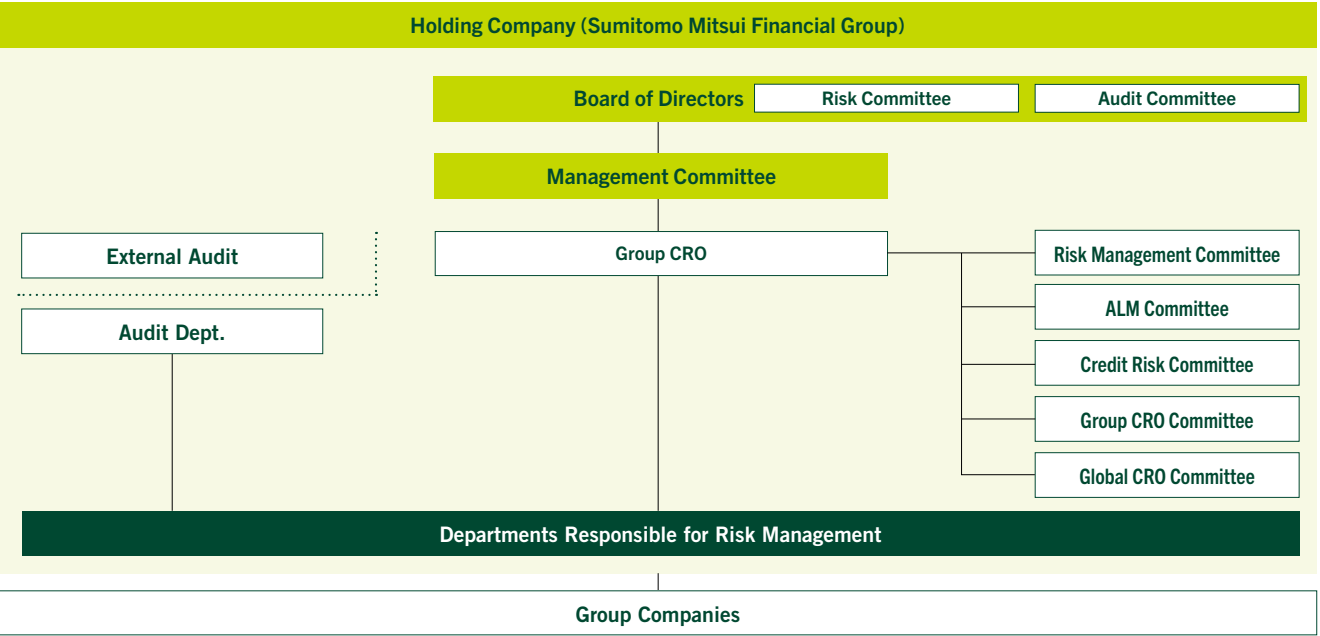 Holding Company (Sumitomo Mitsui Financial Group)
Board of Directors
Risk Committee
Audit Committee
Management Committee
External Audit
Group CRO
Risk Management Committee
Audit Dept.
ALM Committee
Credit Risk Committee
Group CRO Committee
Global CRO Committee
Departments Responsible for Risk Management
Group Companies